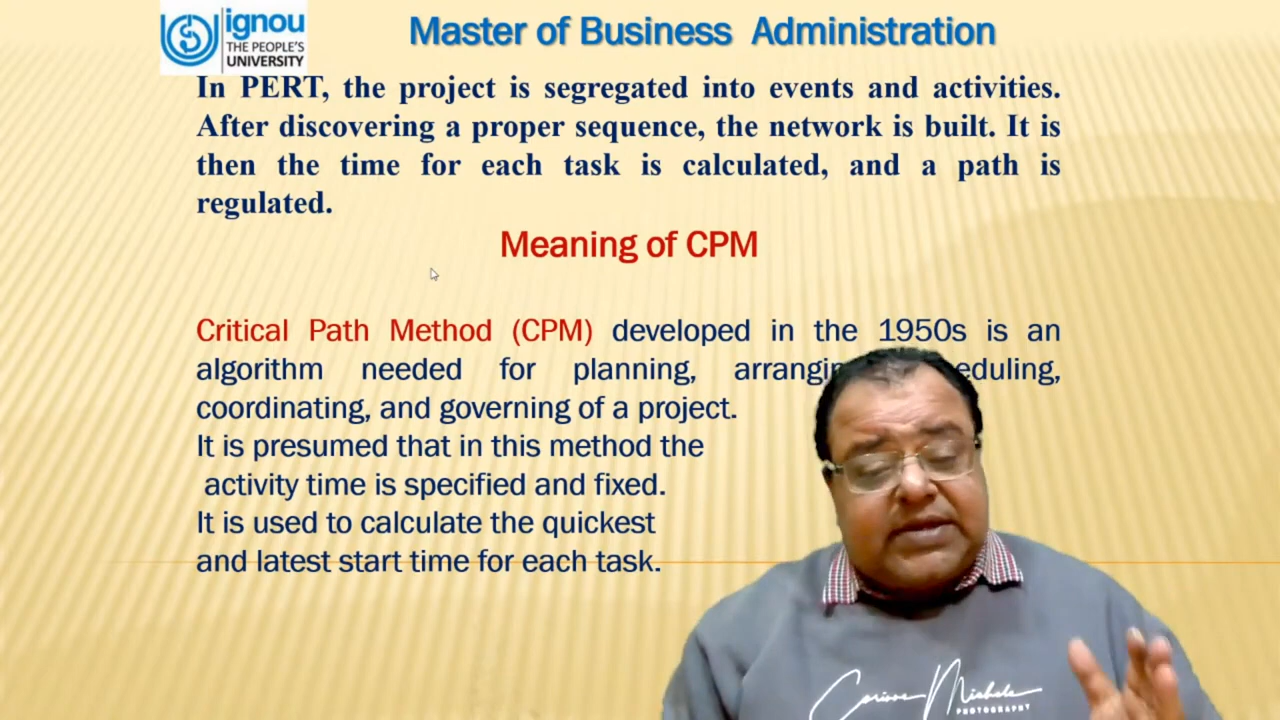 ignou
THE PEOPLE'S
UNIVERSITY
Master of Business Administration
In PERT, the project is segregated into events and activities.
After discovering a proper sequence, the network is built. It is
then the time for each task is calculated, and a path is
regulated.
Meaning of CPM
Critical Path Method (CPM) developed in the 1950s is an
algorithm needed for planning,
coordinating, and governing of a project.
It is presumed that in this method the
activity time is specified and fixed.
It is used to calculate the quickest
and latest start time for each task.
Corinne Michele
PHOTOGRAPHY